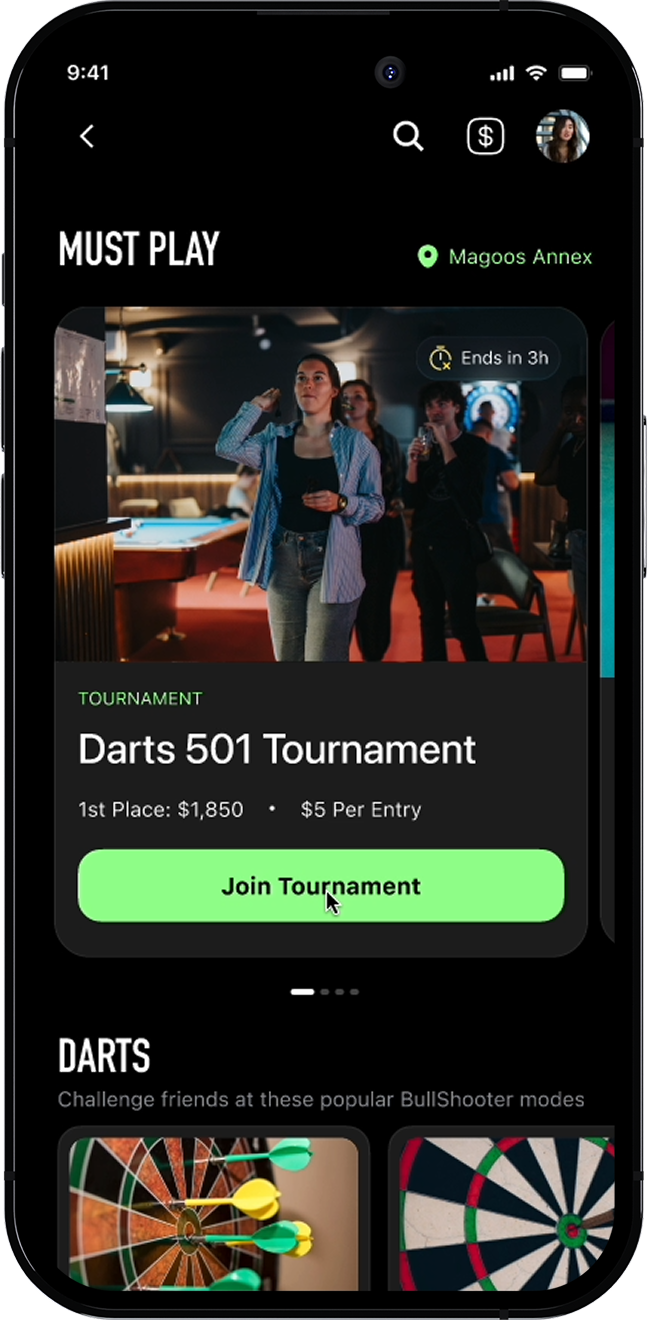 9:41
$
MUST PLAY
Magoos Annex
Ends in 3h
TOURNAMENT
Darts 501 Tournament
1st Place: $1,850 • $5 Per Entry
Join Tournament
DARTS
Challenge friends at these popular BullShooter modes